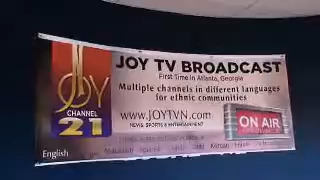 JOY TV BROADCAST
First Time in Atlanta, Georgia
Multiple channels in different languages
for ethnic communities
JOY
CHANNEL
21
www.JOYTVN.com
NEWS, SPORTS & ENTERTAINMENT
ON AIR
English
Korean